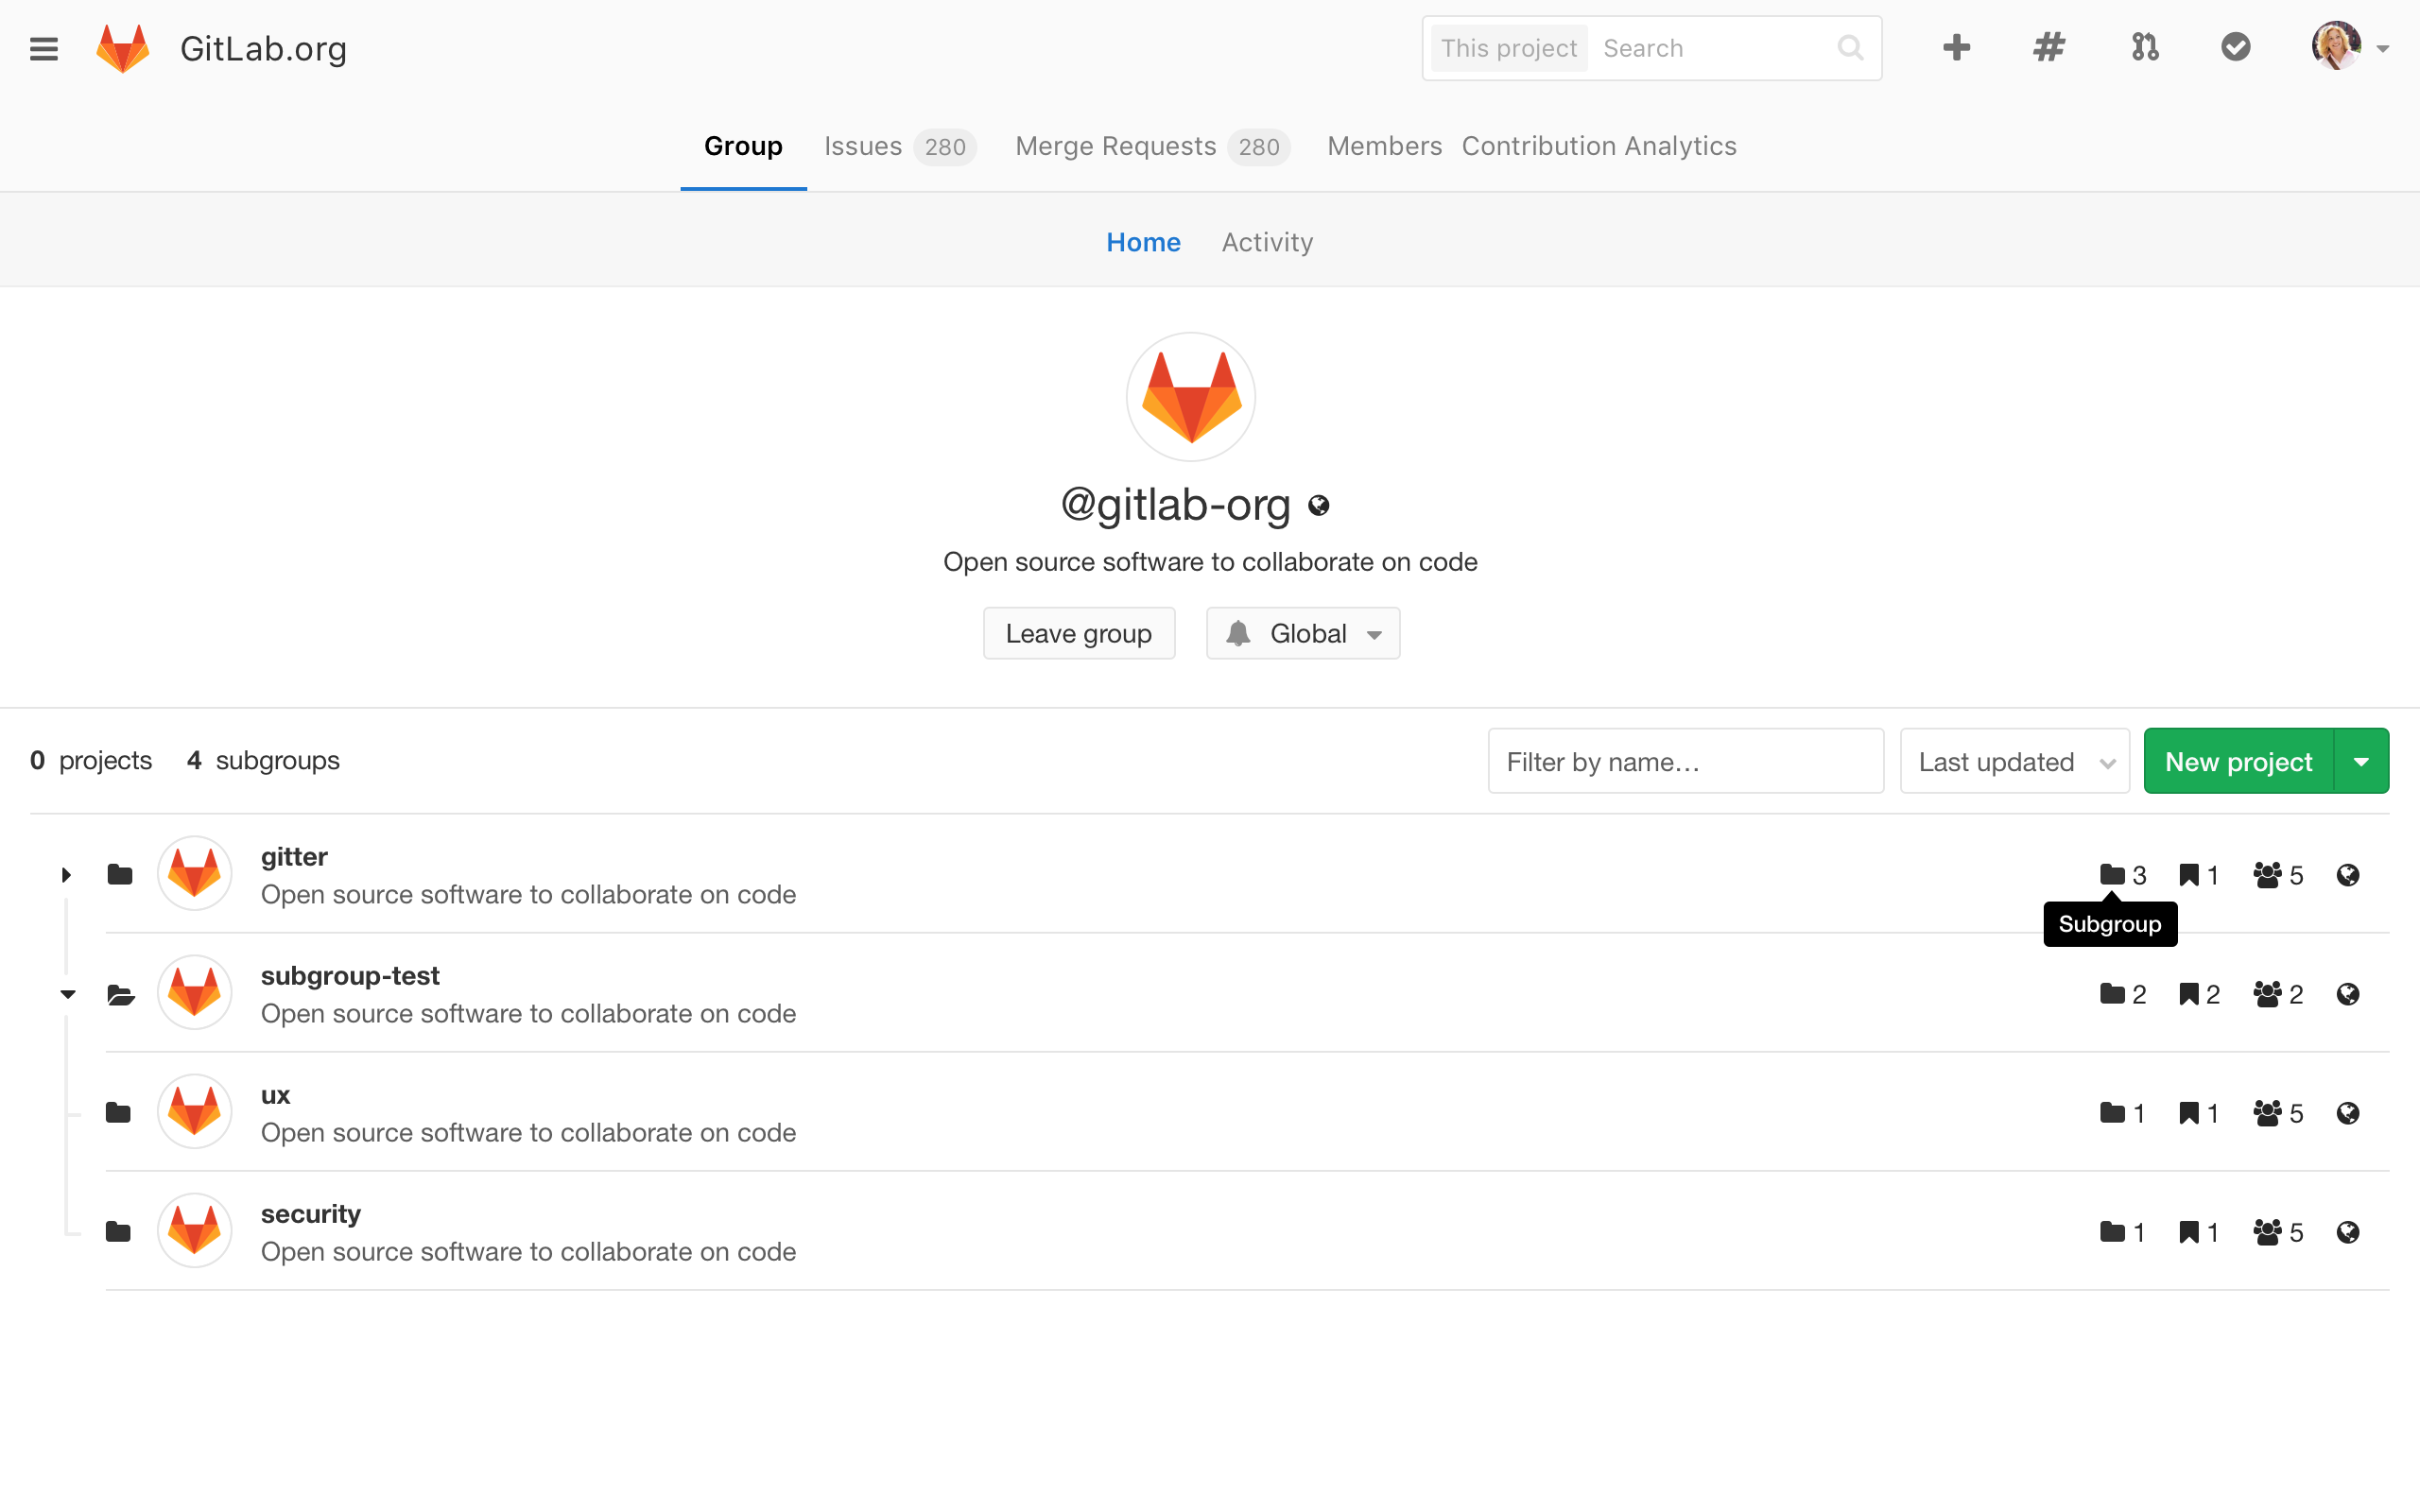 GitLab.org
This project Search
Group Issues 280 Merge Requests 280 Members Contribution Analytics
Home Activity
@gitlab-org
Open source software to collaborate on code
Leave group Global
0 projects 4 subgroups Filter by name… Last updated New project
gitter
Open source software to collaborate on code
3 1 5
Subgroup
subgroup-test
Open source software to collaborate on code
2 2 2
ux
Open source software to collaborate on code
1 1 5
security
Open source software to collaborate on code
1 1 5